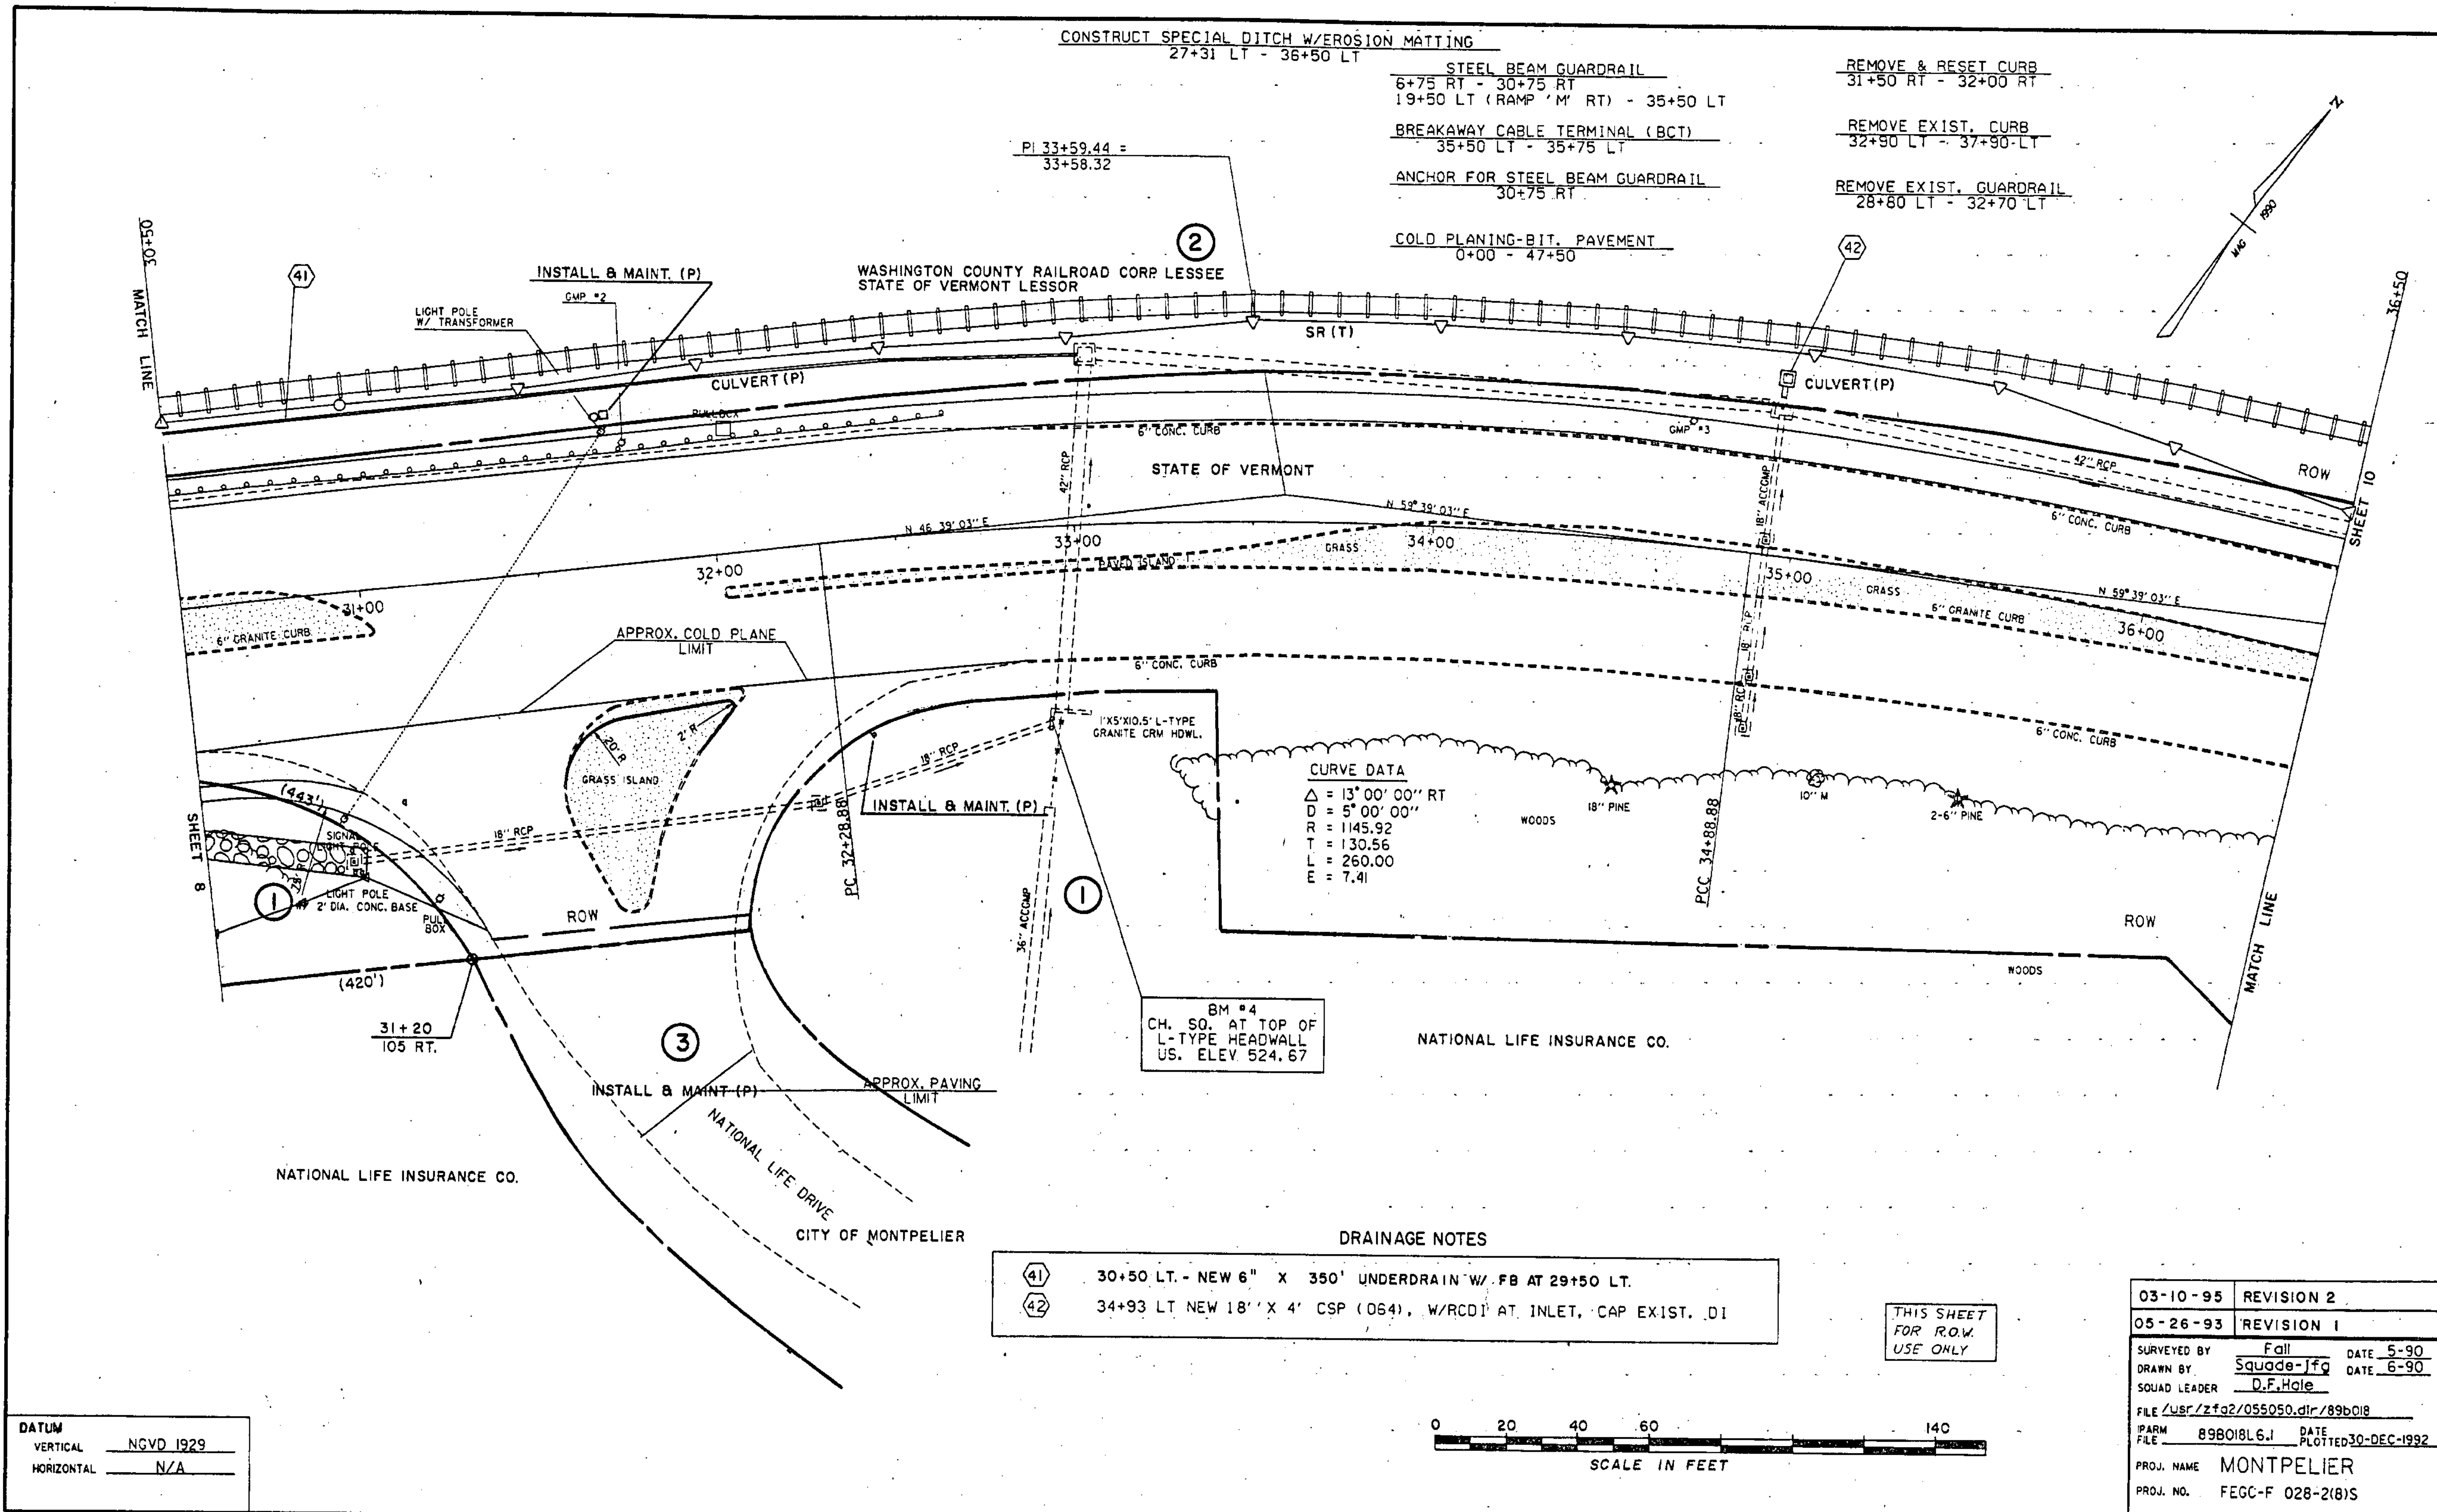 CONSTRUCT SPECIAL DITCH W/EROSION MATTING
27+31 LT - 36+50 LT
STEEL BEAM GUARDRAIL
6+75 RT - 30+75 RT
19+50 LT (RAMP 'M' RT) - 35+50 LT
BREAKAWAY CABLE TERMINAL (BCT)
35+50 LT - 35+75 LT
ANCHOR FOR STEEL BEAM GUARDRAIL
30+75 RT
COLD PLANING-BIT. PAVEMENT
0+00 - 47+50
REMOVE & RESET CURB
31+50 RT - 32+00 RT
REMOVE EXIST. CURB
32+90 LT - 37+90 LT
REMOVE EXIST. GUARDRAIL
28+80 LT - 32+70 LT
N
MAG 1990
PI 33+59.44 =
33+58.32
30+50
MATCH LINE
41
INSTALL & MAINT. (P)
GMP #2
LIGHT POLE
W/ TRANSFORMER
2
WASHINGTON COUNTY RAILROAD CORP. LESSEE
STATE OF VERMONT LESSOR
42
36+50
SR (T)
CULVERT (P)
CULVERT (P)
PULLBOX
6" CONC. CURB
GMP #3
42" RCP
ROW
SHEET 10
STATE OF VERMONT
42" RCP
18" ACCGMP
6" CONC. CURB
N 46 39' 03" E
N 59° 39' 03" E
33+00
34+00
GRASS
PAVED ISLAND
32+00
35+00
GRASS
N 59° 39' 03" E
31+00
6" GRANITE CURB
6" GRANITE CURB
36+00
APPROX. COLD PLANE
LIMIT
6" CONC. CURB
18" RCP
18" RCP
6" CONC. CURB
2' R
20' R
GRASS ISLAND
18" RCP
1'X5'X10.5' L-TYPE
GRANITE CRM HDWL.
CURVE DATA
△ = 13° 00' 00" RT
D = 5° 00' 00"
R = 1145.92
T = 130.56
L = 260.00
E = 7.41
WOODS
18" PINE
10" M
2-6" PINE
INSTALL & MAINT. (P)
PC 32+28.88
PCC 34+88.88
(443')
SIGNAL
LIGHT POLE
18" RCP
SHEET 8
1
LIGHT POLE
2' DIA. CONC. BASE
PULL
BOX
ROW
1
36" ACCGMP
ROW
MATCH LINE
WOODS
(420')
31+20
105 RT.
BM #4
CH. SQ. AT TOP OF
L-TYPE HEADWALL
US. ELEV. 524.67
NATIONAL LIFE INSURANCE CO.
3
INSTALL & MAINT (P)
APPROX. PAVING
LIMIT
NATIONAL LIFE DRIVE
NATIONAL LIFE INSURANCE CO.
CITY OF MONTPELIER
DRAINAGE NOTES
41 30+50 LT. - NEW 6" X 350' UNDERDRAIN W/ FB AT 29+50 LT.
42 34+93 LT NEW 18" X 4' CSP (064), W/RCDI AT INLET, CAP EXIST. DI
THIS SHEET
FOR R.O.W.
USE ONLY
03-10-95 REVISION 2
05-26-93 REVISION 1
SURVEYED BY Fall DATE 5-90
DRAWN BY Squade-jfg DATE 6-90
SQUAD LEADER D.F.Hale
FILE /usr/zfg2/055050.dir/89b018
IPARM FILE 89B018L6.I DATE PLOTTED 30-DEC-1992
PROJ. NAME MONTPELIER
PROJ. NO. FEGC-F 028-2(8)S
0 20 40 60 140
SCALE IN FEET
DATUM
VERTICAL NGVD 1929
HORIZONTAL N/A